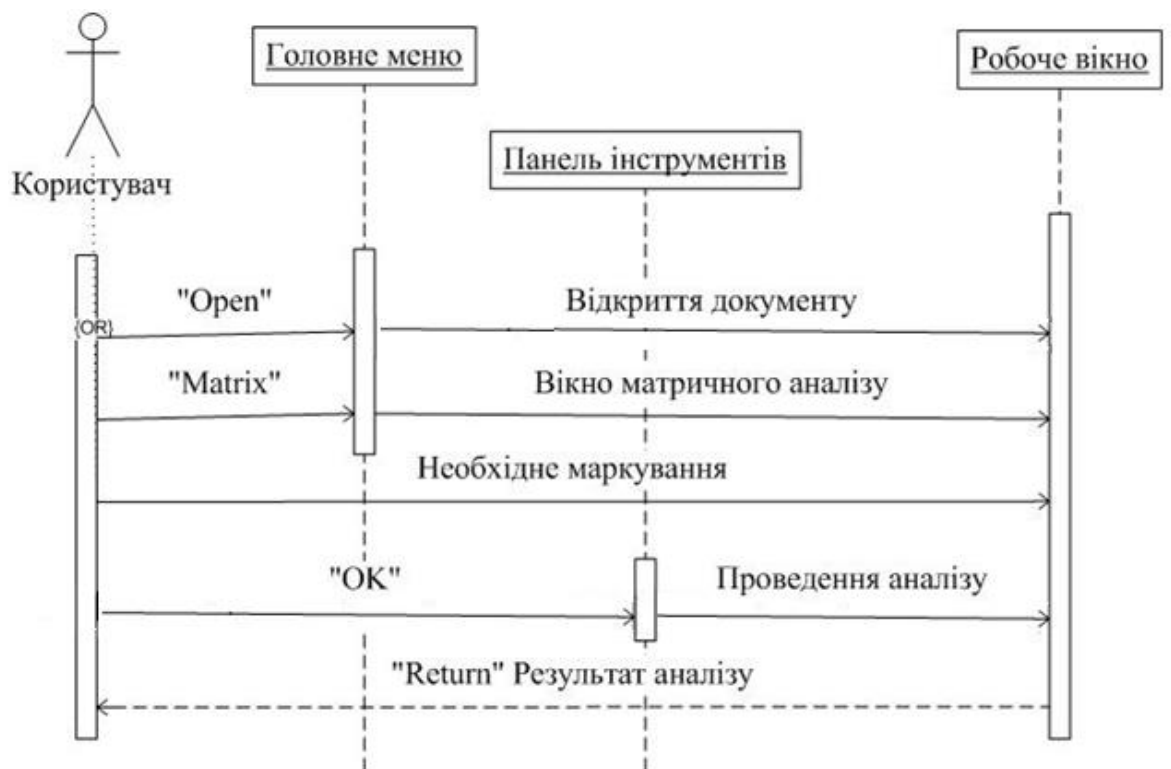 Головне меню
Робоче вікно
Панель інструментів
Користувач
"Open"
Відкриття документу
{OR}
"Matrix"
Вікно матричного аналізу
Необхідне маркування
"OK"
Проведення аналізу
"Return" Результат аналізу